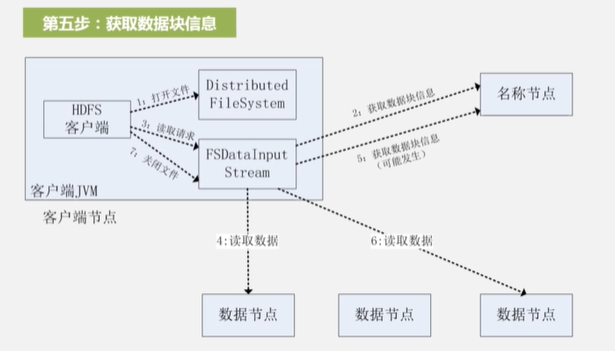 第五步：获取数据块信息
Distributed
FileSystem
HDFS
客户端
1：打开文件
3：读取请求
7：关闭文件
FSDataInput
Stream
2：获取数据块信息
名称节点
5：获取数据块信息
（可能发生）
客户端JVM
客户端节点
4:读取数据
6:读取数据
数据节点
数据节点
数据节点